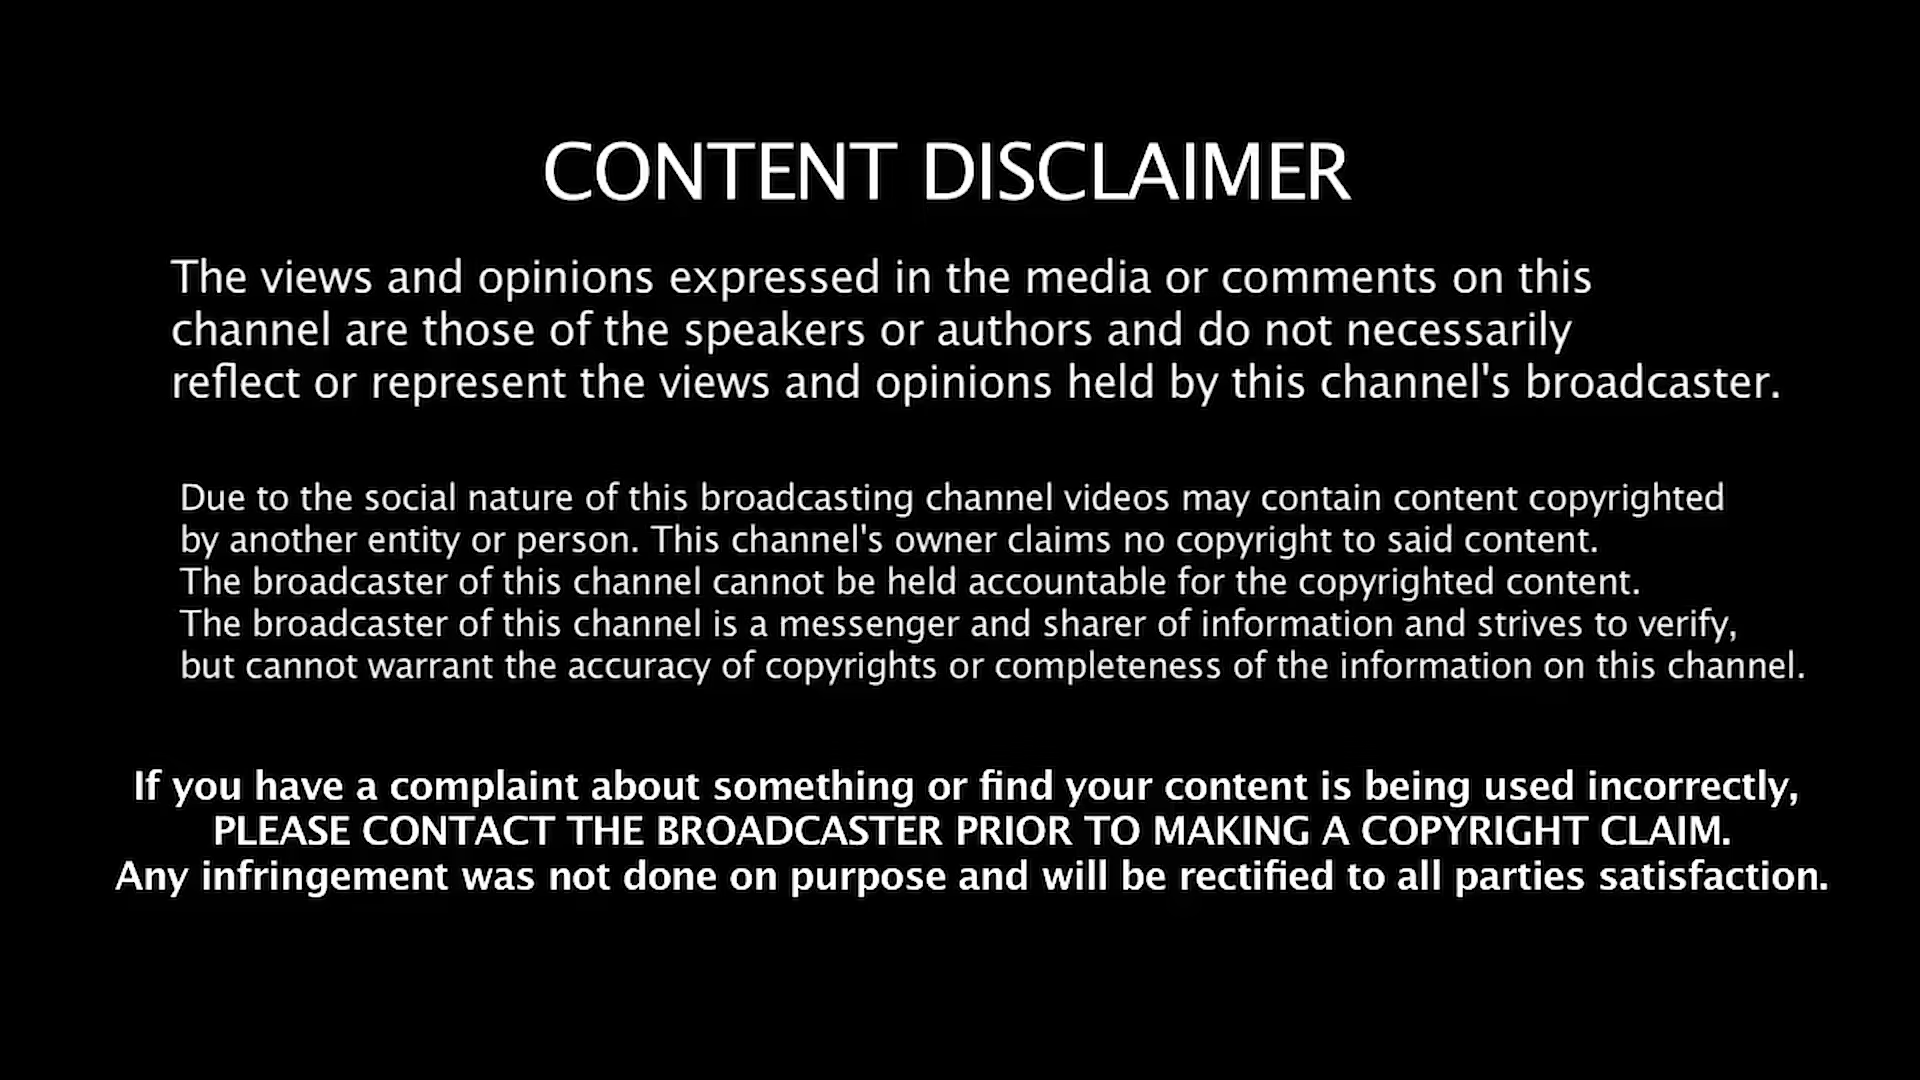 CONTENT DISCLAIMER
The views and opinions expressed in the media or comments on this
channel are those of the speakers or authors and do not necessarily
reflect or represent the views and opinions held by this channel's broadcaster.
Due to the social nature of this broadcasting channel videos may contain content copyrighted
by another entity or person. This channel's owner claims no copyright to said content.
The broadcaster of this channel cannot be held accountable for the copyrighted content.
The broadcaster of this channel is a messenger and sharer of information and strives to verify,
but cannot warrant the accuracy of copyrights or completeness of the information on this channel.
If you have a complaint about something or find your content is being used incorrectly,
PLEASE CONTACT THE BROADCASTER PRIOR TO MAKING A COPYRIGHT CLAIM.
Any infringement was not done on purpose and will be rectified to all parties satisfaction.